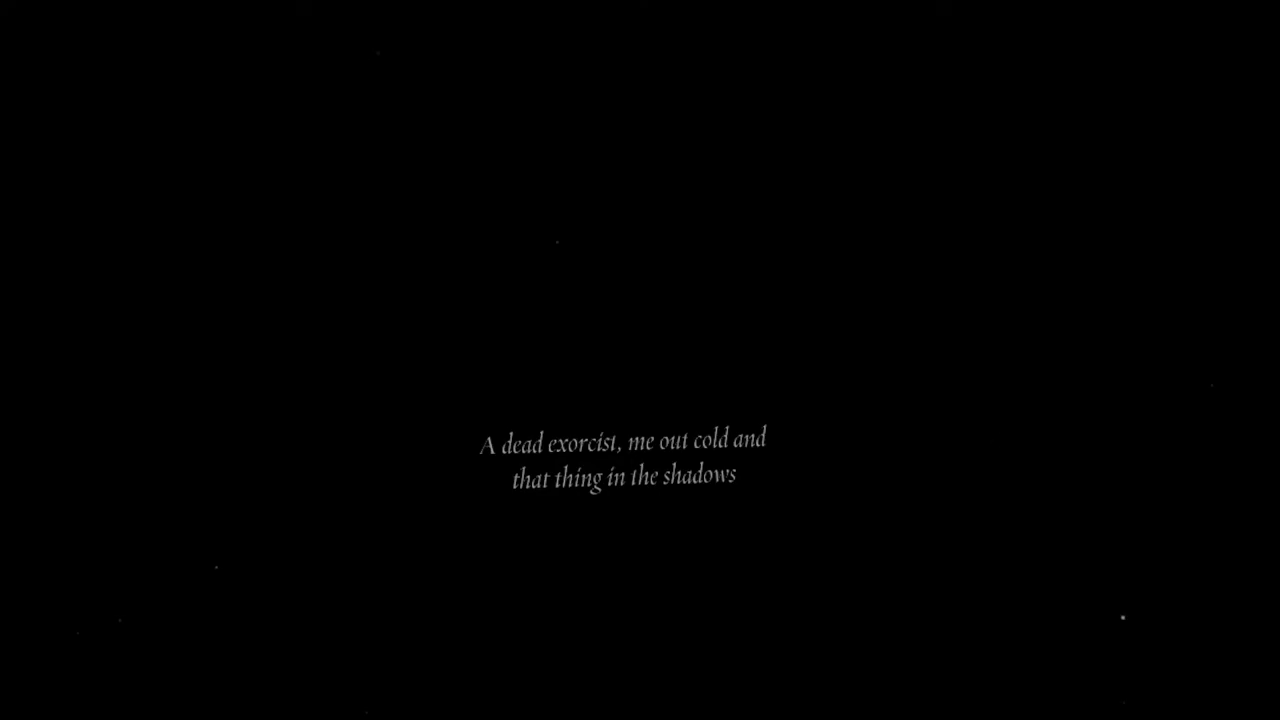 A dead exorcist, me out cold and
that thing in the shadows